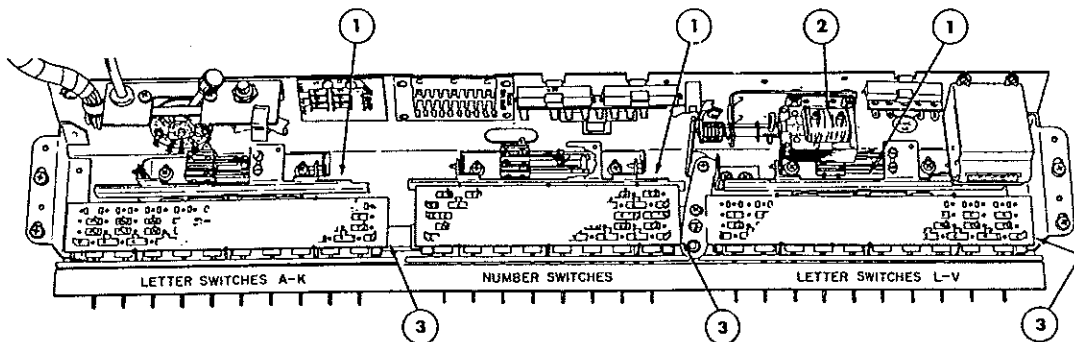 1 1 2 1
LETTER SWITCHES A-K NUMBER SWITCHES LETTER SWITCHES L-V
3 3 3